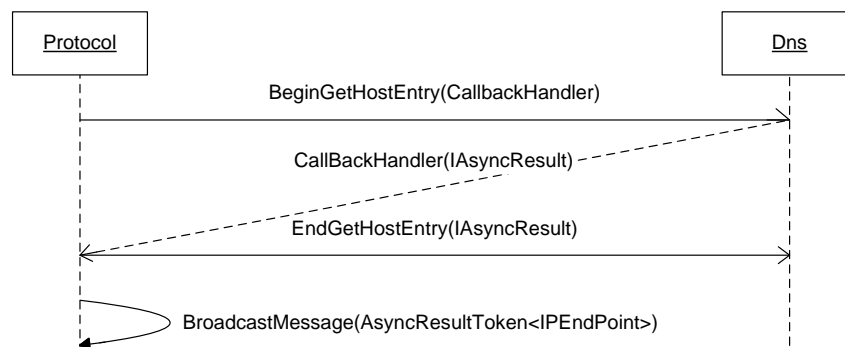 Protocol
Dns
BeginGetHostEntry(CallbackHandler)
CallBackHandler(IAsyncResult)
EndGetHostEntry(IAsyncResult)
BroadcastMessage(AsyncResultToken<IPEndPoint>)